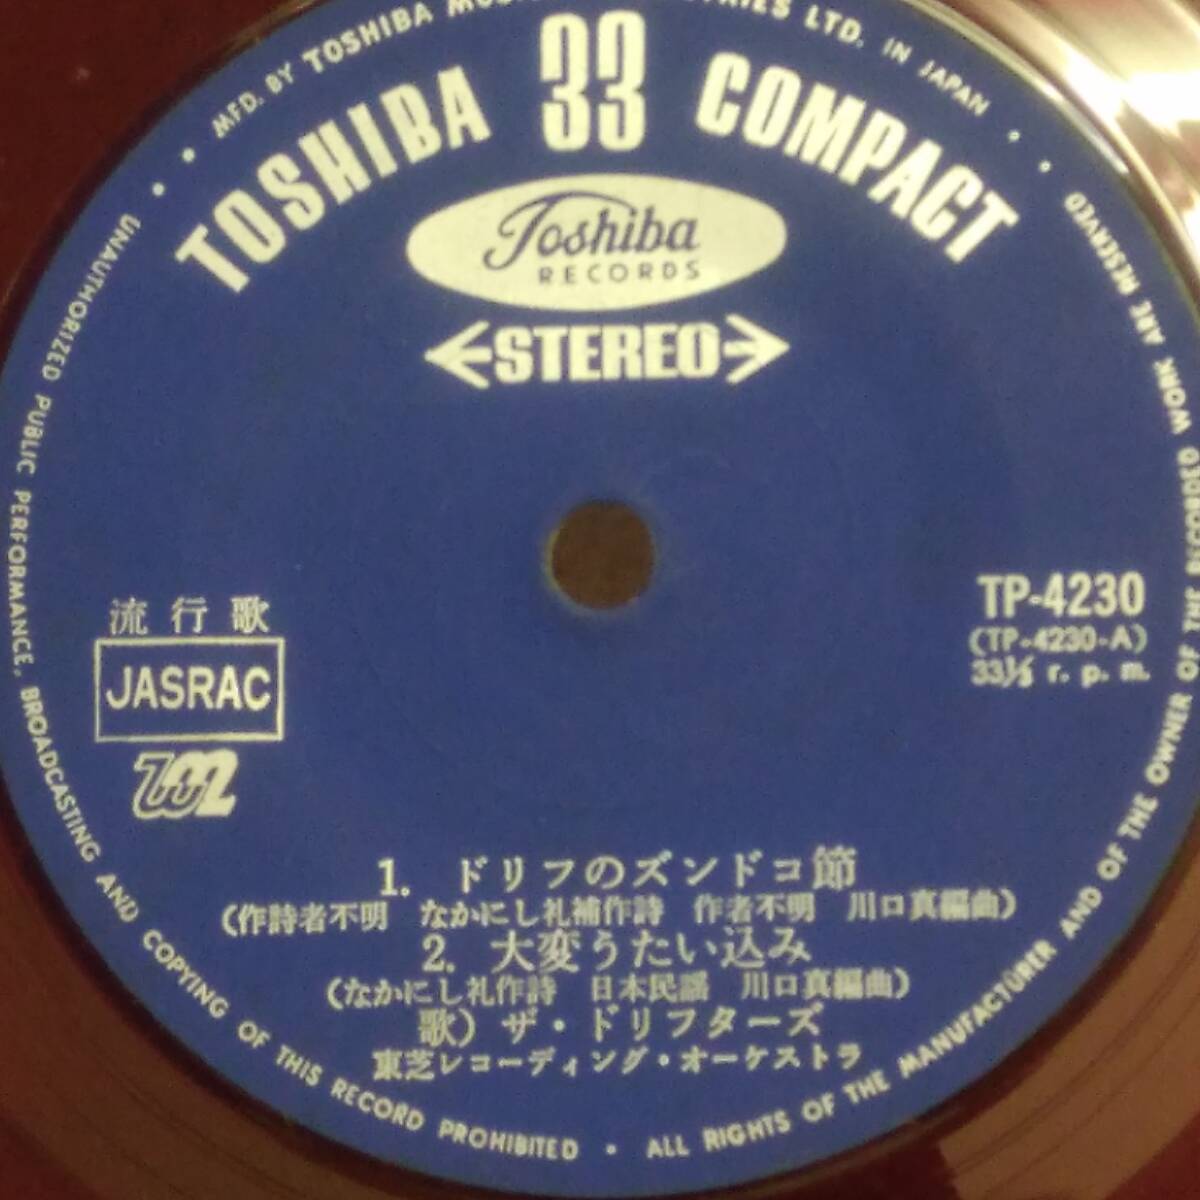 MFD. BY TOSHIBA LTD. IN JAPAN
TOSHIBA 33 COMPACT
Toshiba
RECORDS
STEREO
流行歌
JASRAC
TP-4230
(TP-4230-A)
33⅓ r. p. m.
1. ドリフのズンドコ節
(作詩者不明 なかにし礼補作詩 作者不明 川口真編曲)
2. 大変うたい込み
(なかにし礼作詩 日本民謡 川口真編曲)
歌) ザ・ドリフターズ
東芝レコーディング・オーケストラ
UNAUTHORIZED PUBLIC PERFORMANCE, BROADCASTING AND COPYING OF THIS RECORD PROHIBITED • ALL RIGHTS OF THE MANUFACTURER AND OF THE OWNER OF THE RECORDED WORK ARE RESERVED